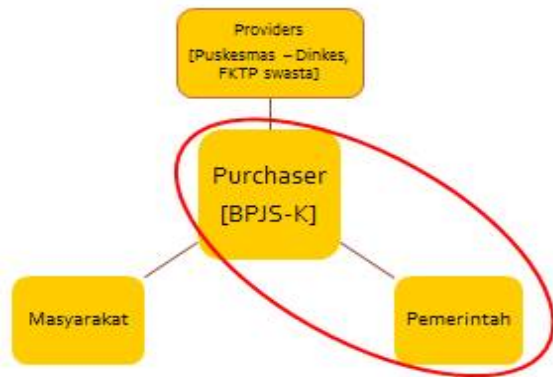 Providers
[Puskesmas – Dinkes,
FKTP swasta]
Purchaser
[BPJS-K]
Masyarakat
Pemerintah